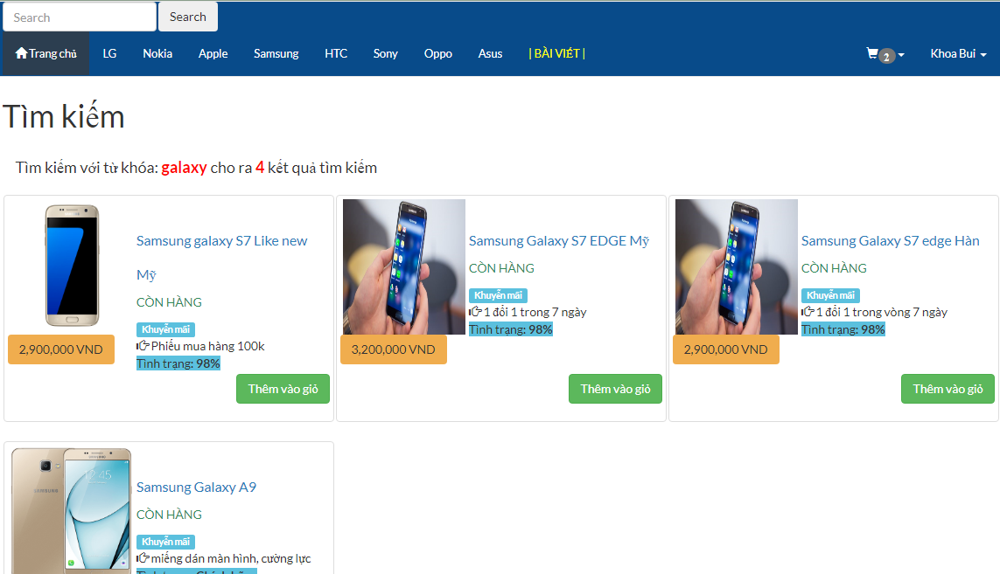 Search Search
Trang chủ LG Nokia Apple Samsung HTC Sony Oppo Asus | BÀI VIẾT | 2 Khoa Bui
Tìm kiếm
Tìm kiếm với từ khóa: galaxy cho ra 4 kết quả tìm kiếm
Samsung galaxy S7 Like new
Mỹ
CÒN HÀNG
Khuyễn mãi
Phiếu mua hàng 100k
Tình trạng: 98%
2,900,000 VND
Thêm vào giỏ
Samsung Galaxy S7 EDGE Mỹ
CÒN HÀNG
Khuyễn mãi
1 đổi 1 trong 7 ngày
Tình trạng: 98%
3,200,000 VND
Thêm vào giỏ
Samsung Galaxy S7 edge Hàn
CÒN HÀNG
Khuyễn mãi
1 đổi 1 trong vòng 7 ngày
Tình trạng: 98%
2,900,000 VND
Thêm vào giỏ
SAMSUNG
12:45
Samsung Galaxy A9
CÒN HÀNG
Khuyễn mãi
miếng dán màn hình, cường lực